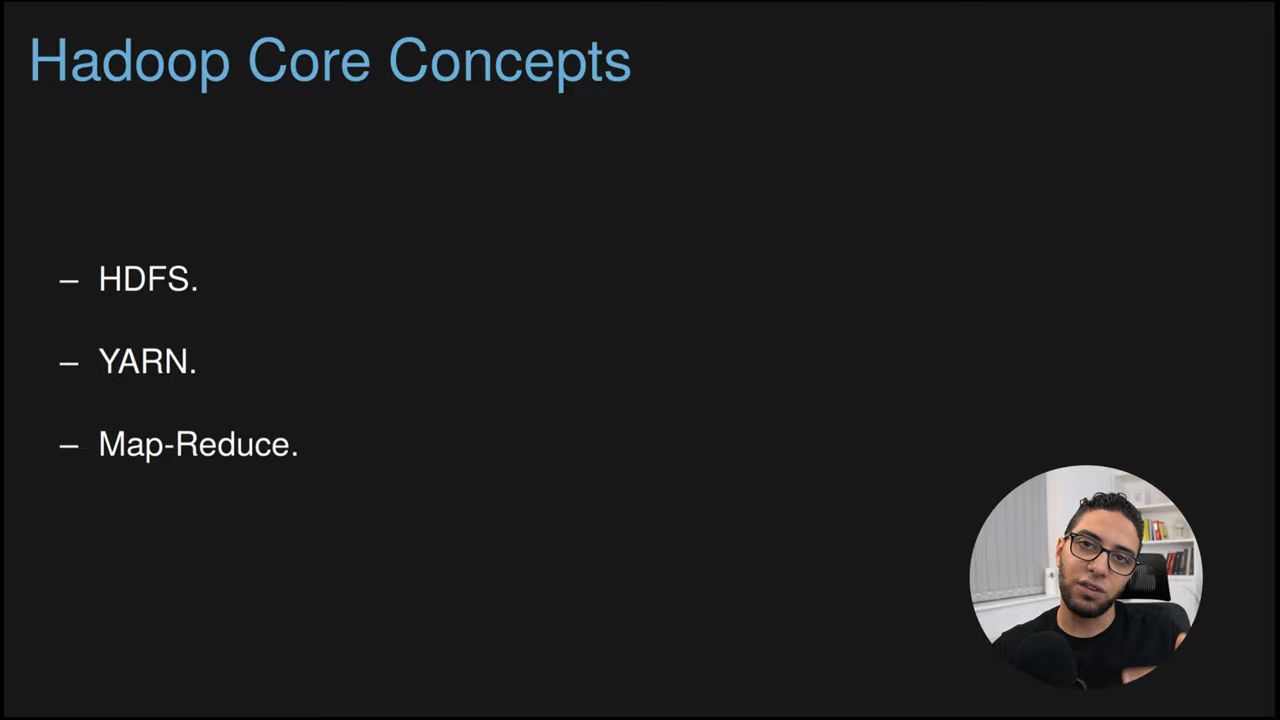 Hadoop Core Concepts
– HDFS.
– YARN.
– Map-Reduce.